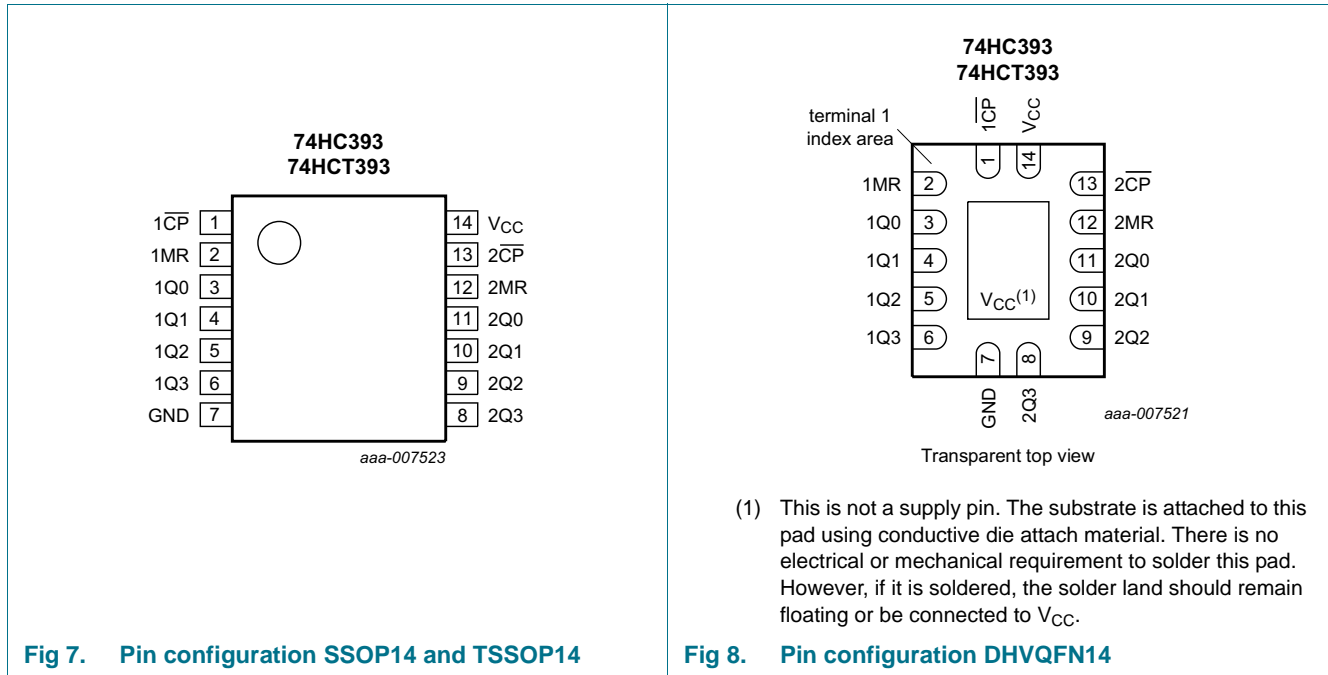 74HC393
74HCT393
1C̅P̅ 1
1MR 2
1Q0 3
1Q1 4
1Q2 5
1Q3 6
GND 7
14 VCC
13 2C̅P̅
12 2MR
11 2Q0
10 2Q1
9 2Q2
8 2Q3
aaa-007523
Fig 7. Pin configuration SSOP14 and TSSOP14
74HC393
74HCT393
terminal 1
index area
1C̅P̅ 1
VCC 14
1MR 2
1Q0 3
1Q1 4
1Q2 5
1Q3 6
13 2C̅P̅
12 2MR
11 2Q0
10 2Q1
9 2Q2
VCC(1)
GND 7
2Q3 8
aaa-007521
Transparent top view
(1) This is not a supply pin. The substrate is attached to this
pad using conductive die attach material. There is no
electrical or mechanical requirement to solder this pad.
However, if it is soldered, the solder land should remain
floating or be connected to VCC.
Fig 8. Pin configuration DHVQFN14